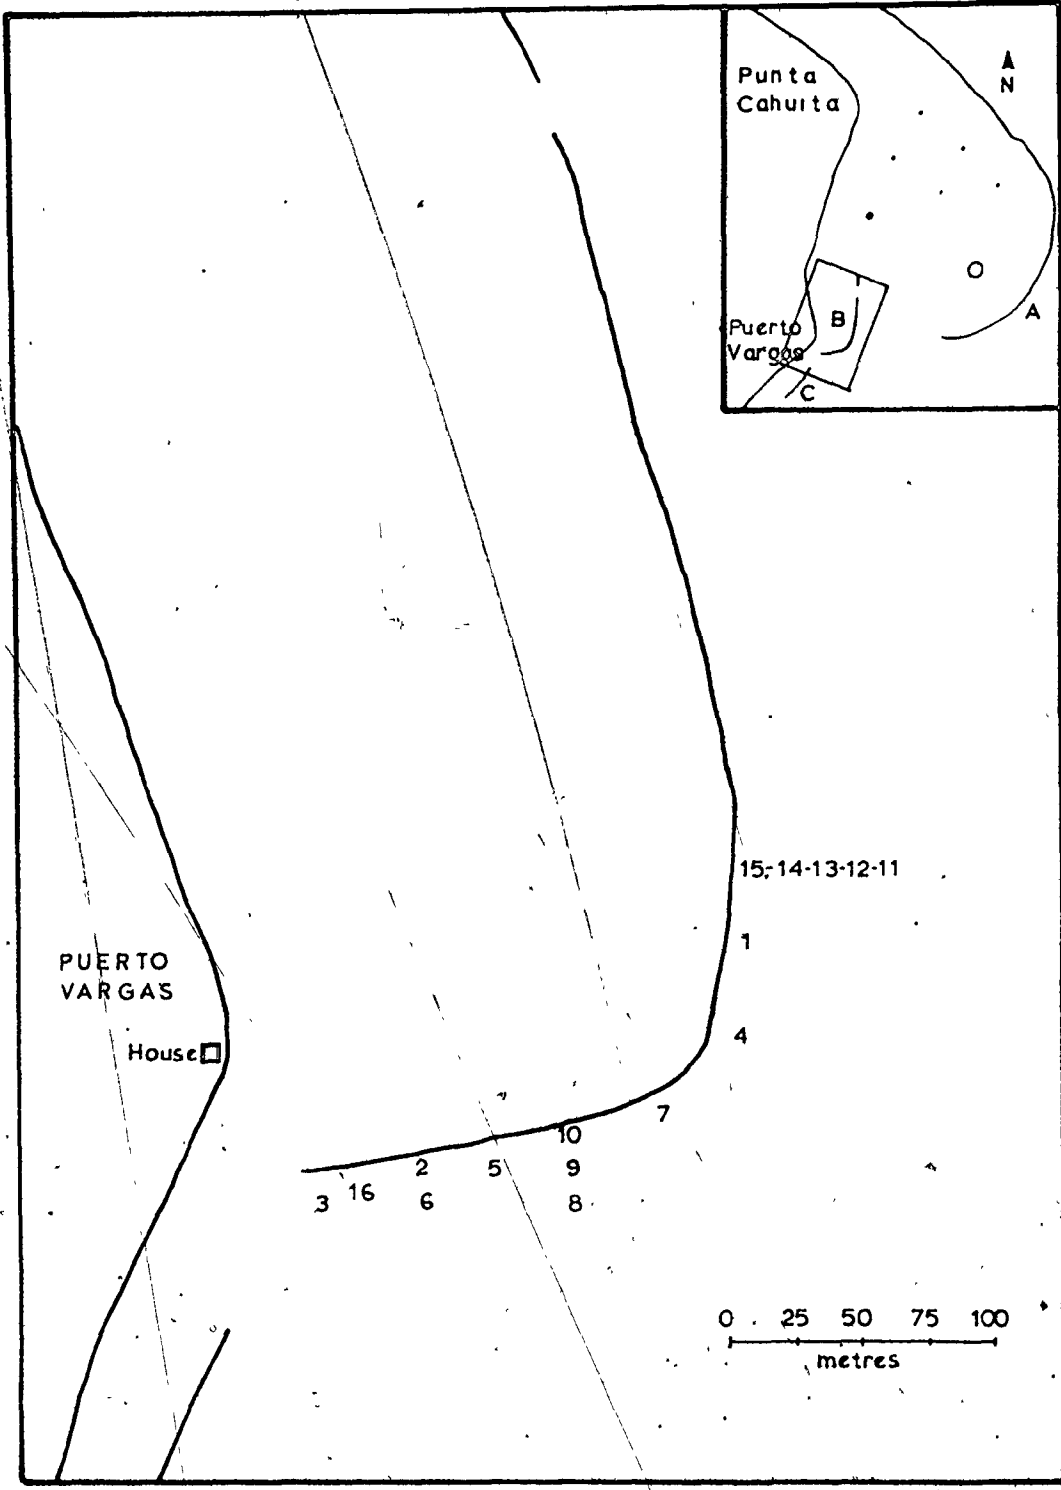 Punta
Cahuita
N
O
A
B
Puerto
Vargas
C
15-14-13-12-11
1
PUERTO
VARGAS
4
House
7
10
2
5
9
16
3
6
8
0 25 50 75 100
metres